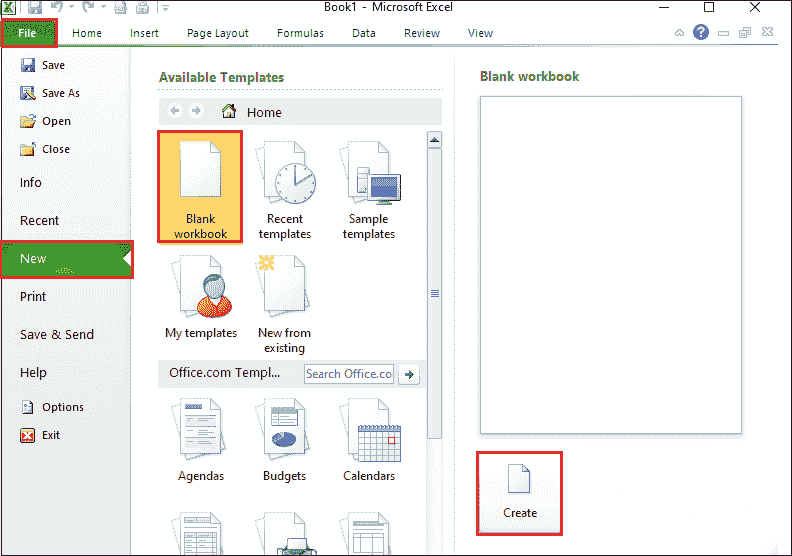 Book1 - Microsoft Excel
File Home Insert Page Layout Formulas Data Review View
Save
Save As
Open
Close
Info
Recent
New
Print
Save & Send
Help
Options
Exit
Available Templates
Home
Blank
workbook
Recent
templates
Sample
templates
My templates
New from
existing
Office.com Templ...
Search Office.co
Agendas
Budgets
Calendars
Blank workbook
Create